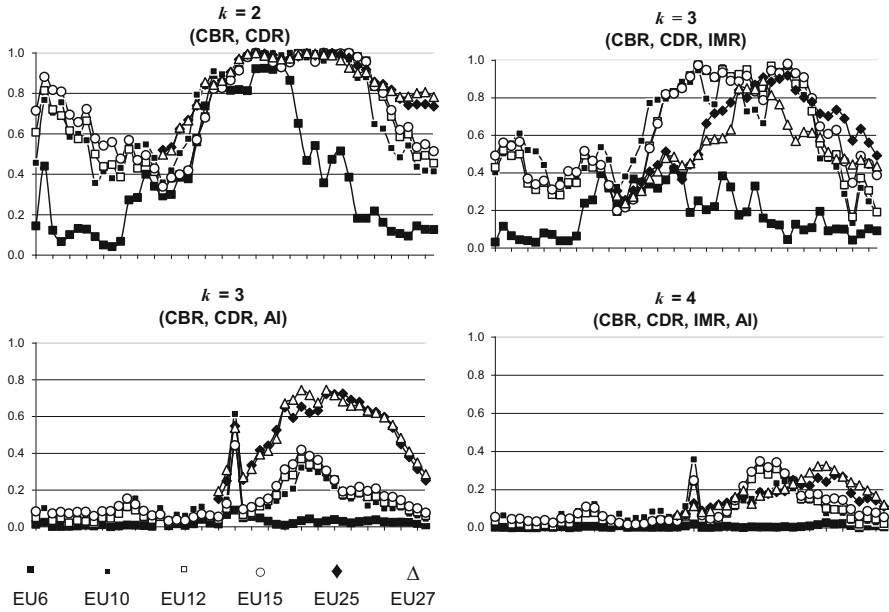 k = 2
(CBR, CDR)
1.0
0.8
0.6
0.4
0.2
0.0
k = 3
(CBR, CDR, IMR)
1.0
0.8
0.6
0.4
0.2
0.0
k = 3
(CBR, CDR, AI)
1.0
0.8
0.6
0.4
0.2
0.0
k = 4
(CBR, CDR, IMR, AI)
1.0
0.8
0.6
0.4
0.2
0.0
EU6 EU10 EU12 EU15 EU25 EU27